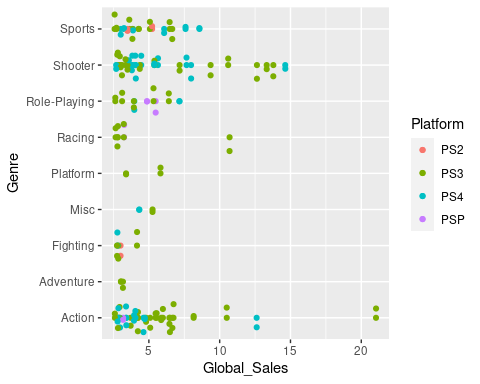 Genre
Sports
Shooter
Role-Playing
Racing
Platform
Misc
Fighting
Adventure
Action
5
10
15
20
Global_Sales
Platform
PS2
PS3
PS4
PSP